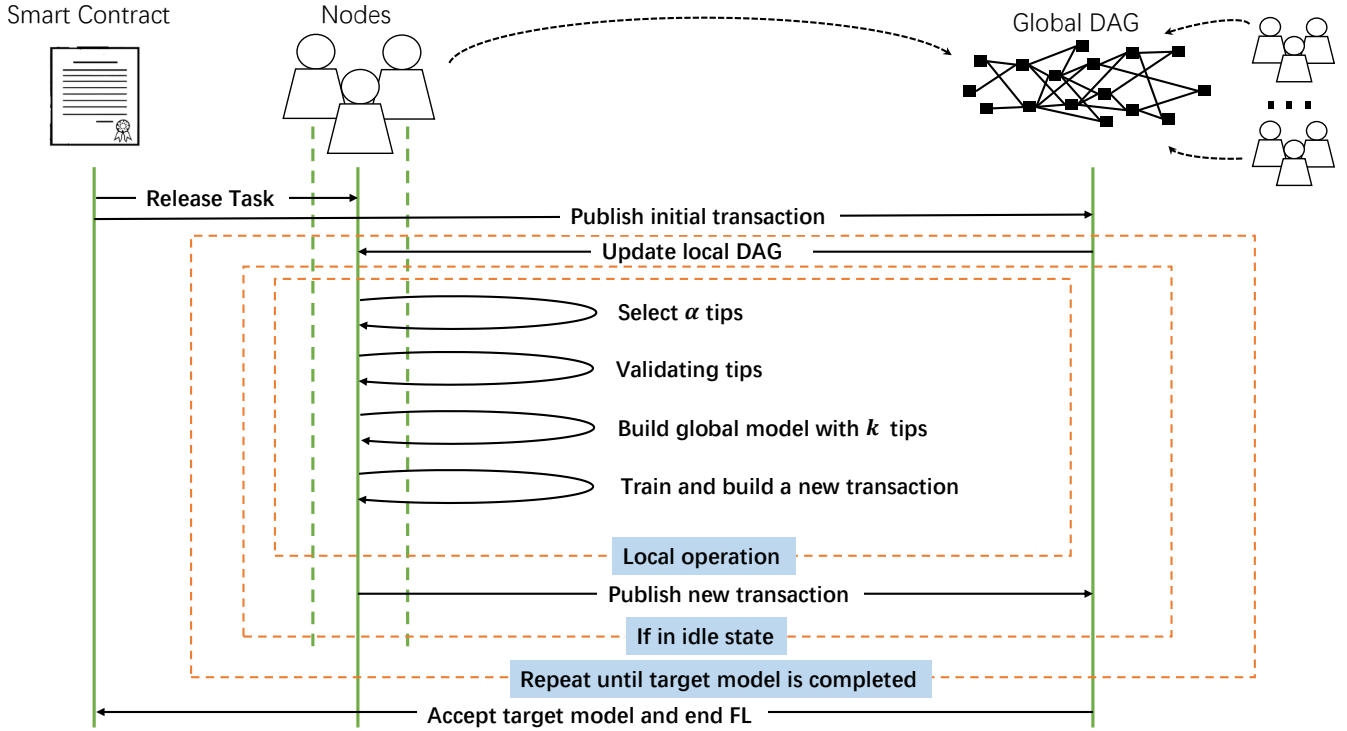 Smart Contract
Nodes
Global DAG
Release Task
Publish initial transaction
Update local DAG
Select α tips
Validating tips
Build global model with k tips
Train and build a new transaction
Local operation
Publish new transaction
If in idle state
Repeat until target model is completed
Accept target model and end FL